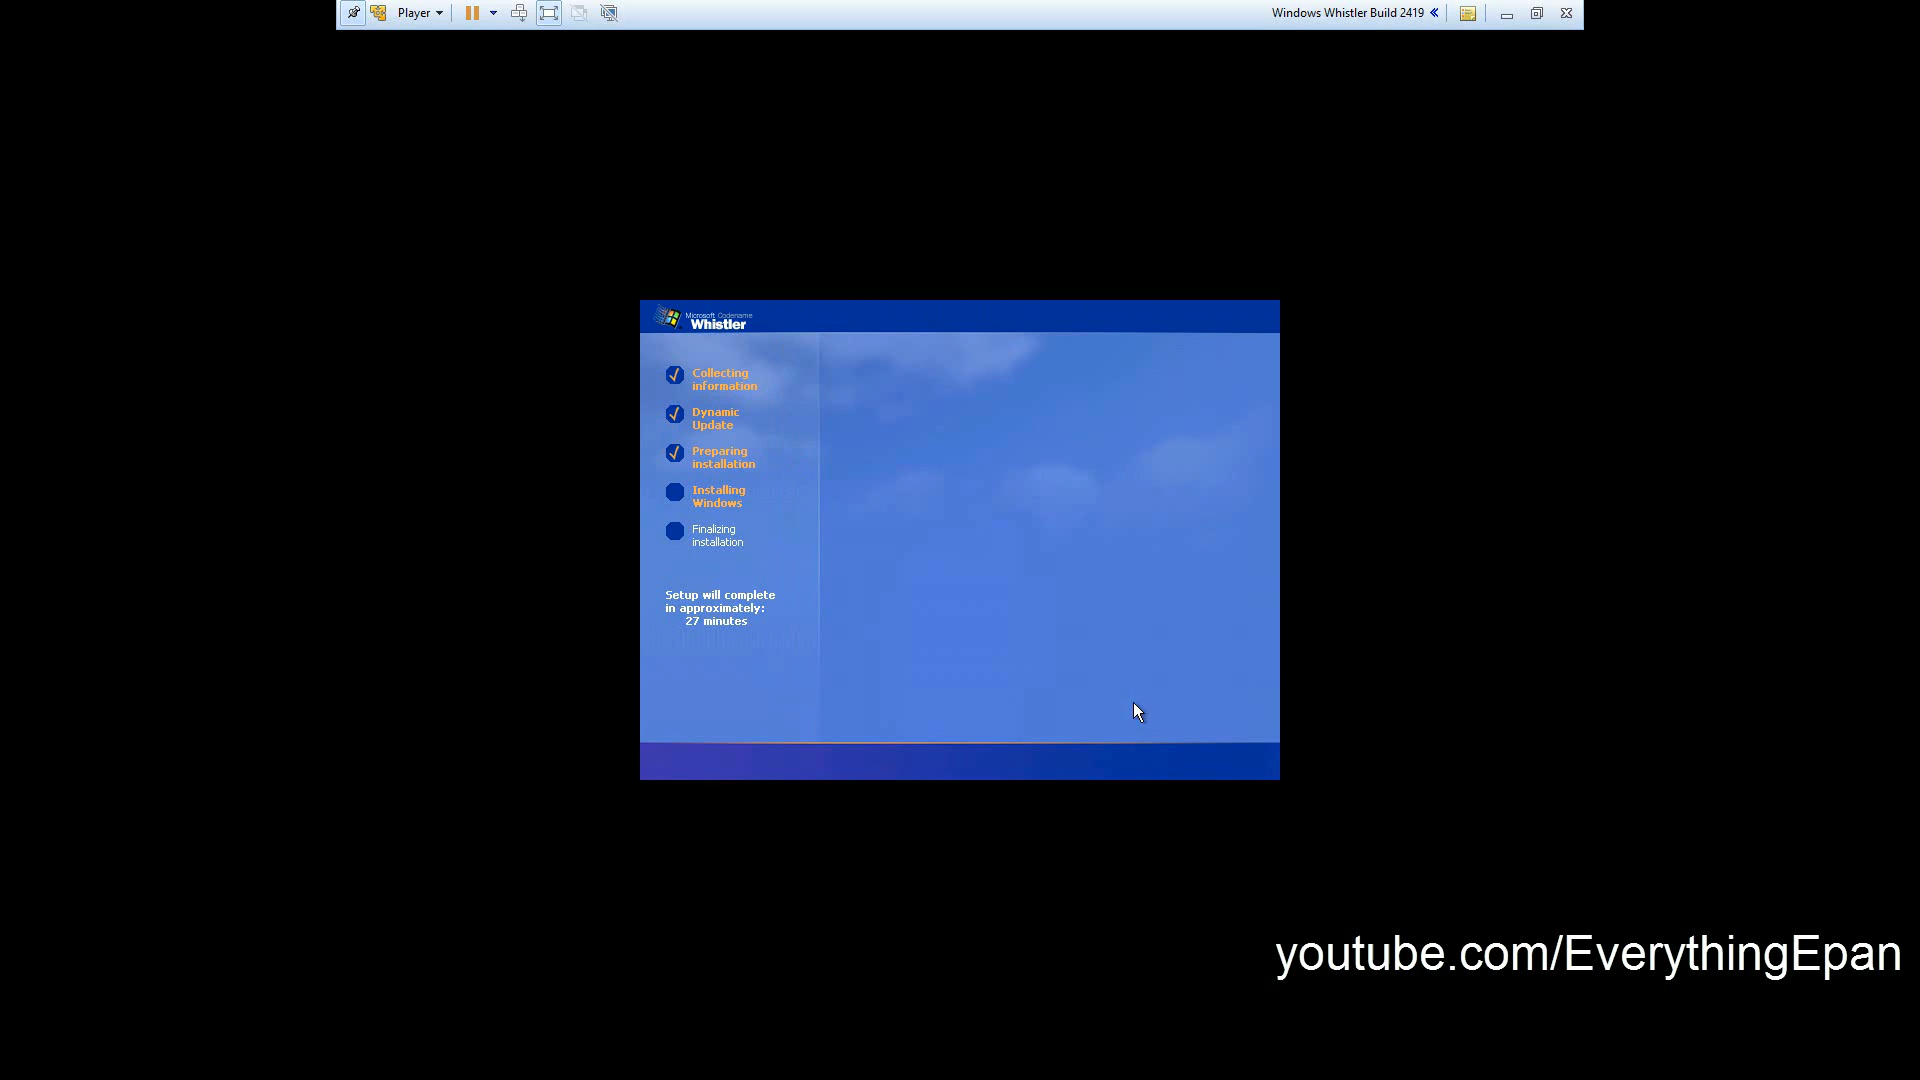 Player
Windows Whistler Build 2419
Microsoft Codename
Whistler
Collecting
information
Dynamic
Update
Preparing
installation
Installing
Windows
Finalizing
installation
Setup will complete
in approximately:
27 minutes
youtube.com/EverythingEpan